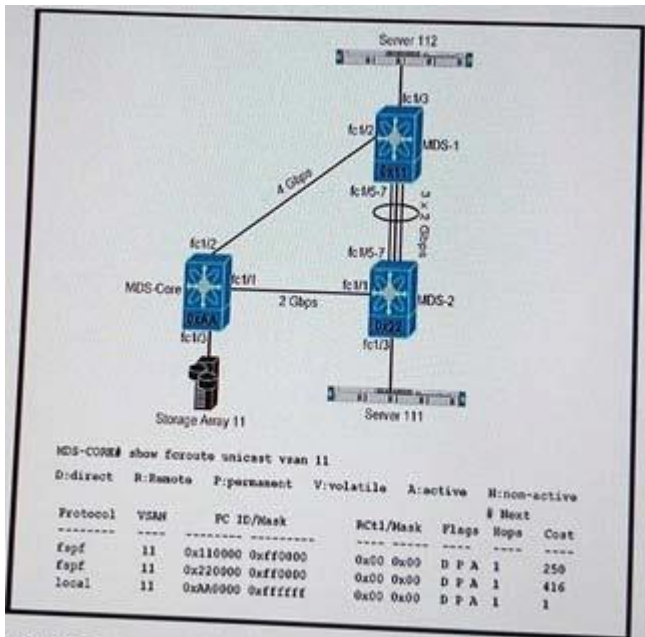 Server 112
fc1/3
fc1/2
MDS-1
0x11
4 Gbps
fc1/5-7
3 x 2 Gbps
fc1/2
fc1/5-7
MDS-Core
fc1/1
fc1/1
MDS-2
0xAA
2 Gbps
0x22
fc1/3
fc1/3
Storage Array 11
Server 111
MDS-CORE# show fcroute unicast vsan 11
D:direct R:Remote P:permanent V:volatile A:active N:non-active
# Next
Protocol VSAN FC ID/Mask RCtl/Mask Flags Hops Cost
-------- ---- -------- -------- ---- ---- ----- ---- ----
fspf 11 0x110000 0xff0000 0x00 0x00 D P A 1 250
fspf 11 0x220000 0xff0000 0x00 0x00 D P A 1 416
local 11 0xAA0000 0xffffff 0x00 0x00 D P A 1 1